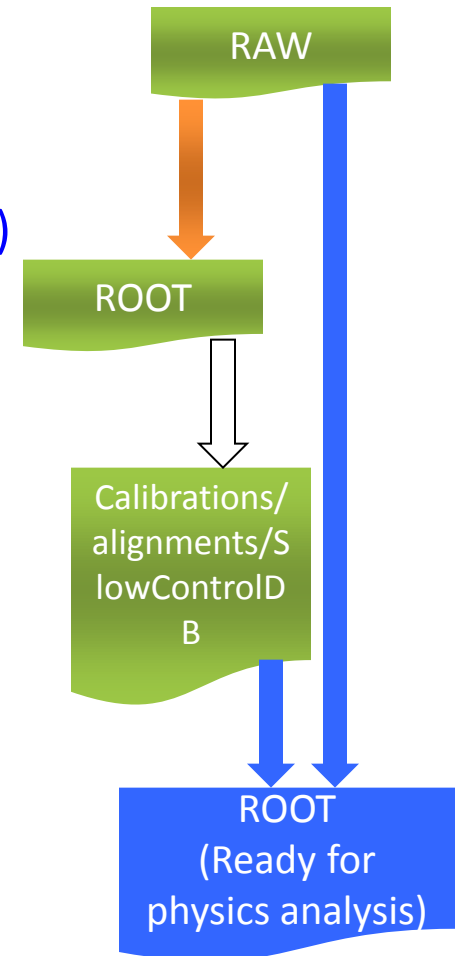 RAW
)
ROOT
Calibrations/
alignments/S
lowControlD
B
ROOT
(Ready for
physics analysis)